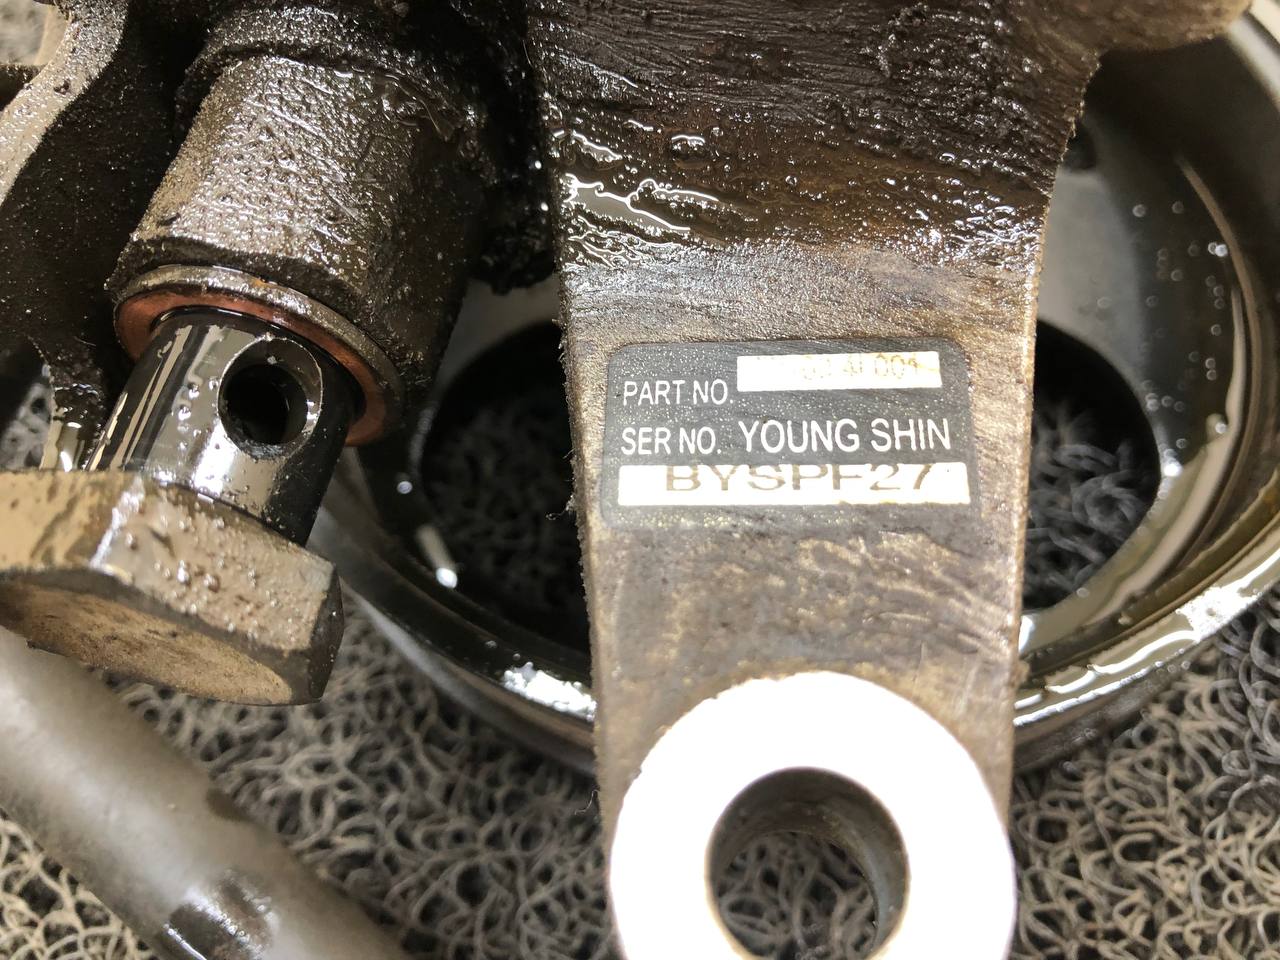 PART NO.
SER NO. YOUNG SHIN
BYSPF27